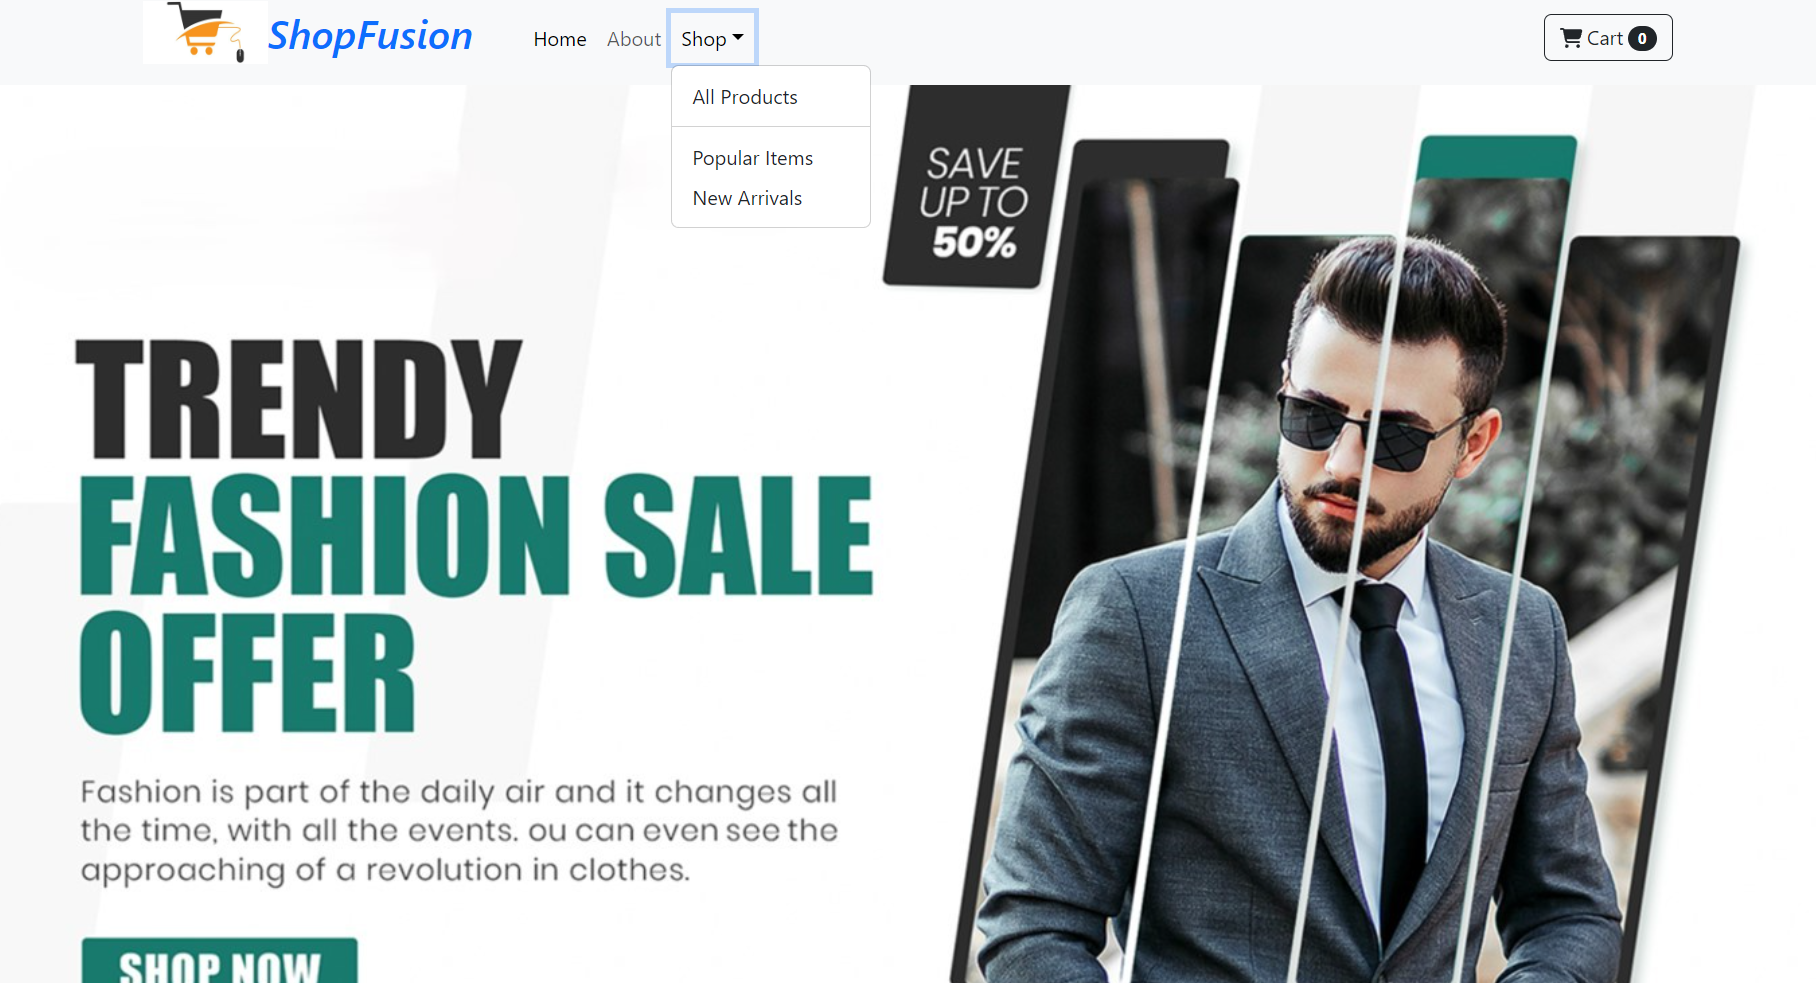 ShopFusion
Home
About
Shop
Cart 0
All Products
Popular Items
New Arrivals
SAVE
UP TO
50%
TRENDY
FASHION SALE
OFFER
Fashion is part of the daily air and it changes all
the time, with all the events. ou can even see the
approaching of a revolution in clothes.
SHOP NOW